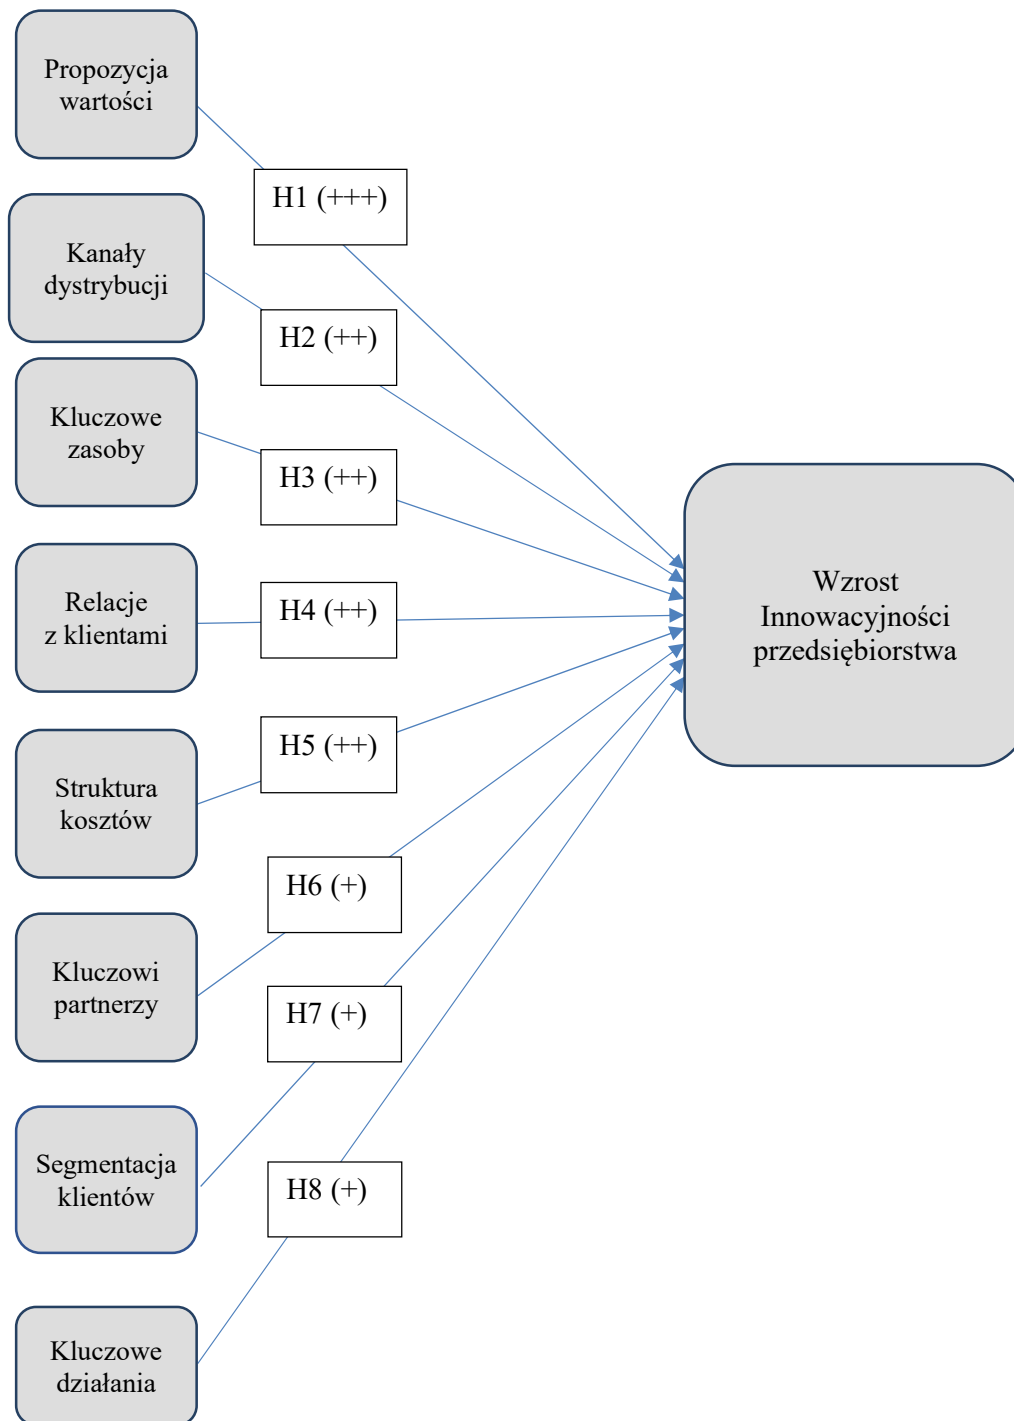 Propozycja
wartości
H1 (+++)
Kanały
dystrybucji
H2 (++)
Kluczowe
zasoby
H3 (++)
Relacje
z klientami
H4 (++)
Struktura
kosztów
H5 (++)
Kluczowi
partnerzy
H6 (+)
Segmentacja
klientów
H7 (+)
Kluczowe
działania
H8 (+)
Wzrost
Innowacyjności
przedsiębiorstwa